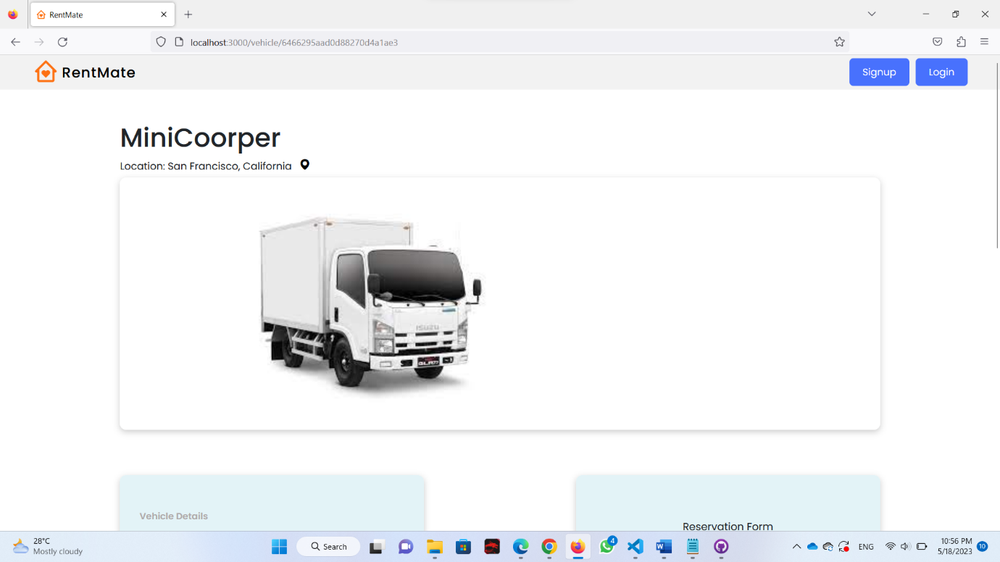 RentMate
localhost:3000/vehicle/6466295aad0d88270d4a1ae3
RentMate
Signup
Login
MiniCoorper
Location: San Francisco, California
ISUZU
Vehicle Details
Reservation Form
28°C
Mostly cloudy
Search
4
ENG
10:56 PM
5/18/2023
10